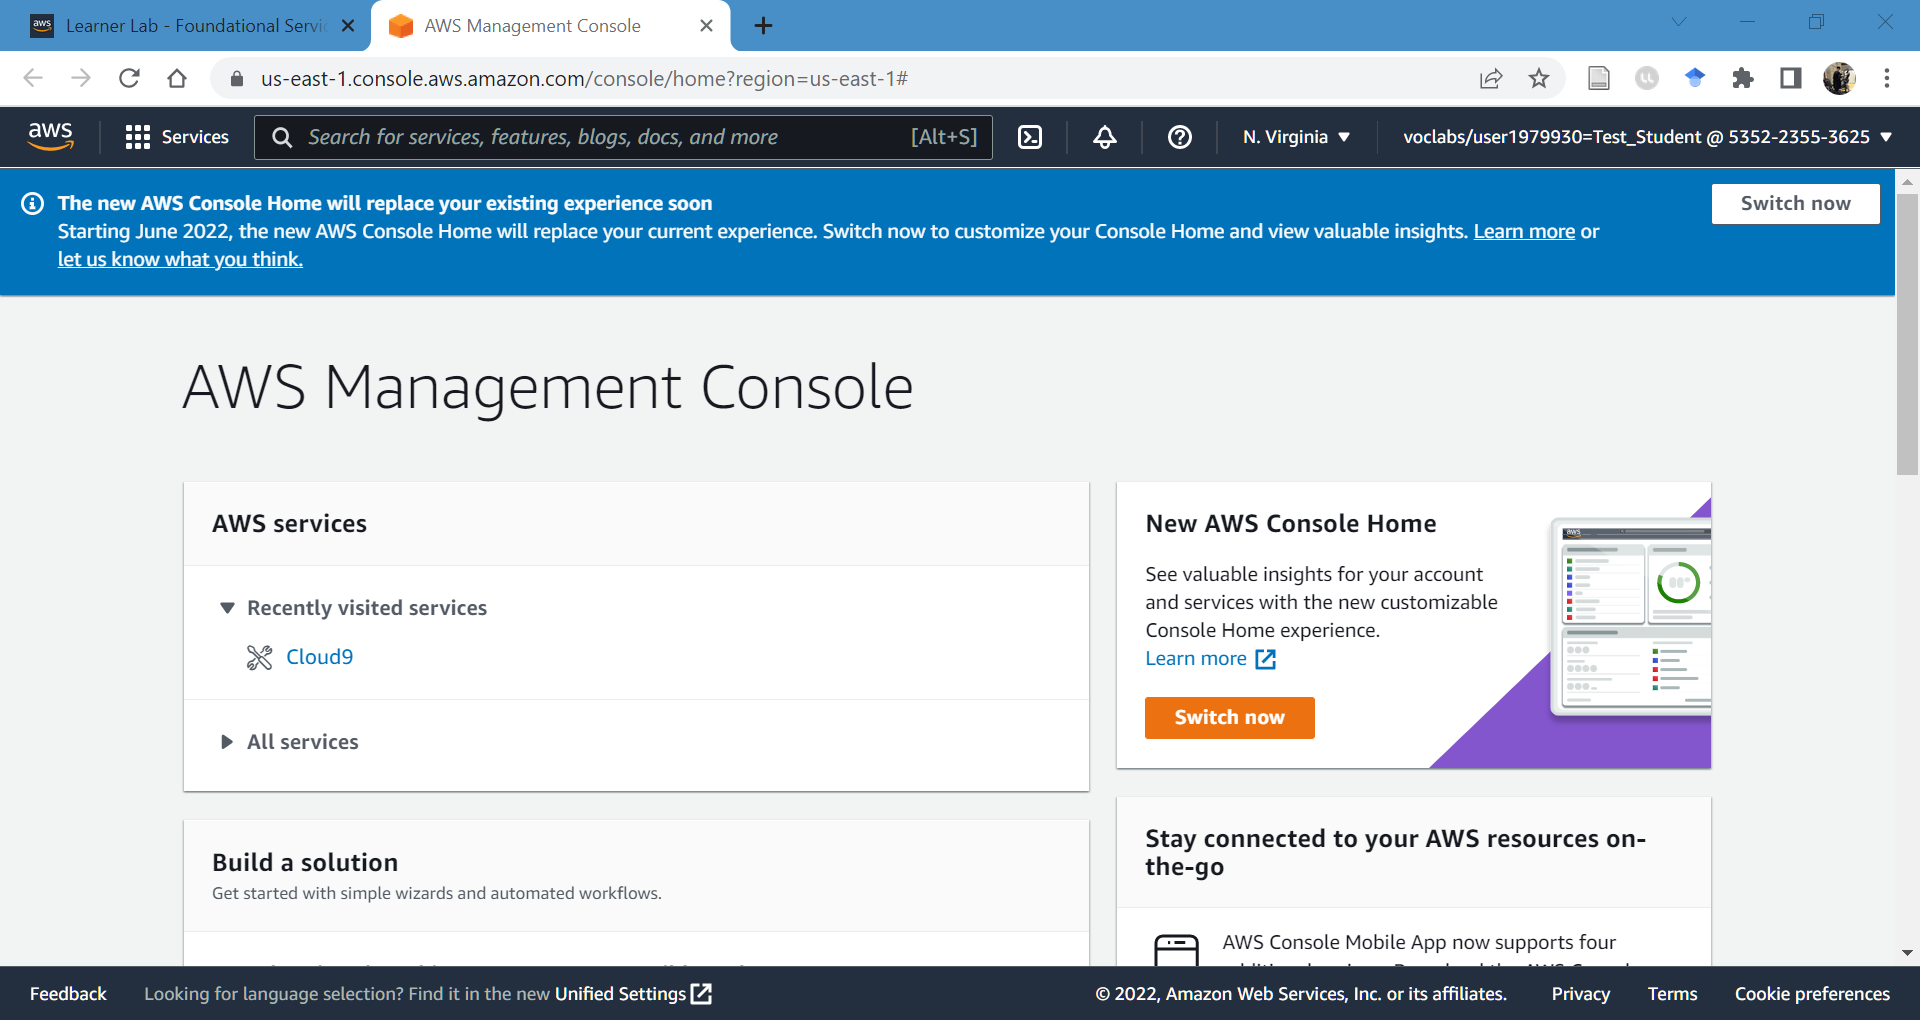 Learner Lab - Foundational Servi
AWS Management Console
us-east-1.console.aws.amazon.com/console/home?region=us-east-1#
aws
Services
Search for services, features, blogs, docs, and more [Alt+S]
N. Virginia
voclabs/user1979930=Test_Student @ 5352-2355-3625
The new AWS Console Home will replace your existing experience soon
Switch now
Starting June 2022, the new AWS Console Home will replace your current experience. Switch now to customize your Console Home and view valuable insights. Learn more or
let us know what you think.
AWS Management Console
AWS services
Recently visited services
Cloud9
All services
Build a solution
Get started with simple wizards and automated workflows.
New AWS Console Home
See valuable insights for your account
and services with the new customizable
Console Home experience.
Learn more
Switch now
Stay connected to your AWS resources on-
the-go
AWS Console Mobile App now supports four
Feedback
Looking for language selection? Find it in the new Unified Settings
© 2022, Amazon Web Services, Inc. or its affiliates.
Privacy
Terms
Cookie preferences